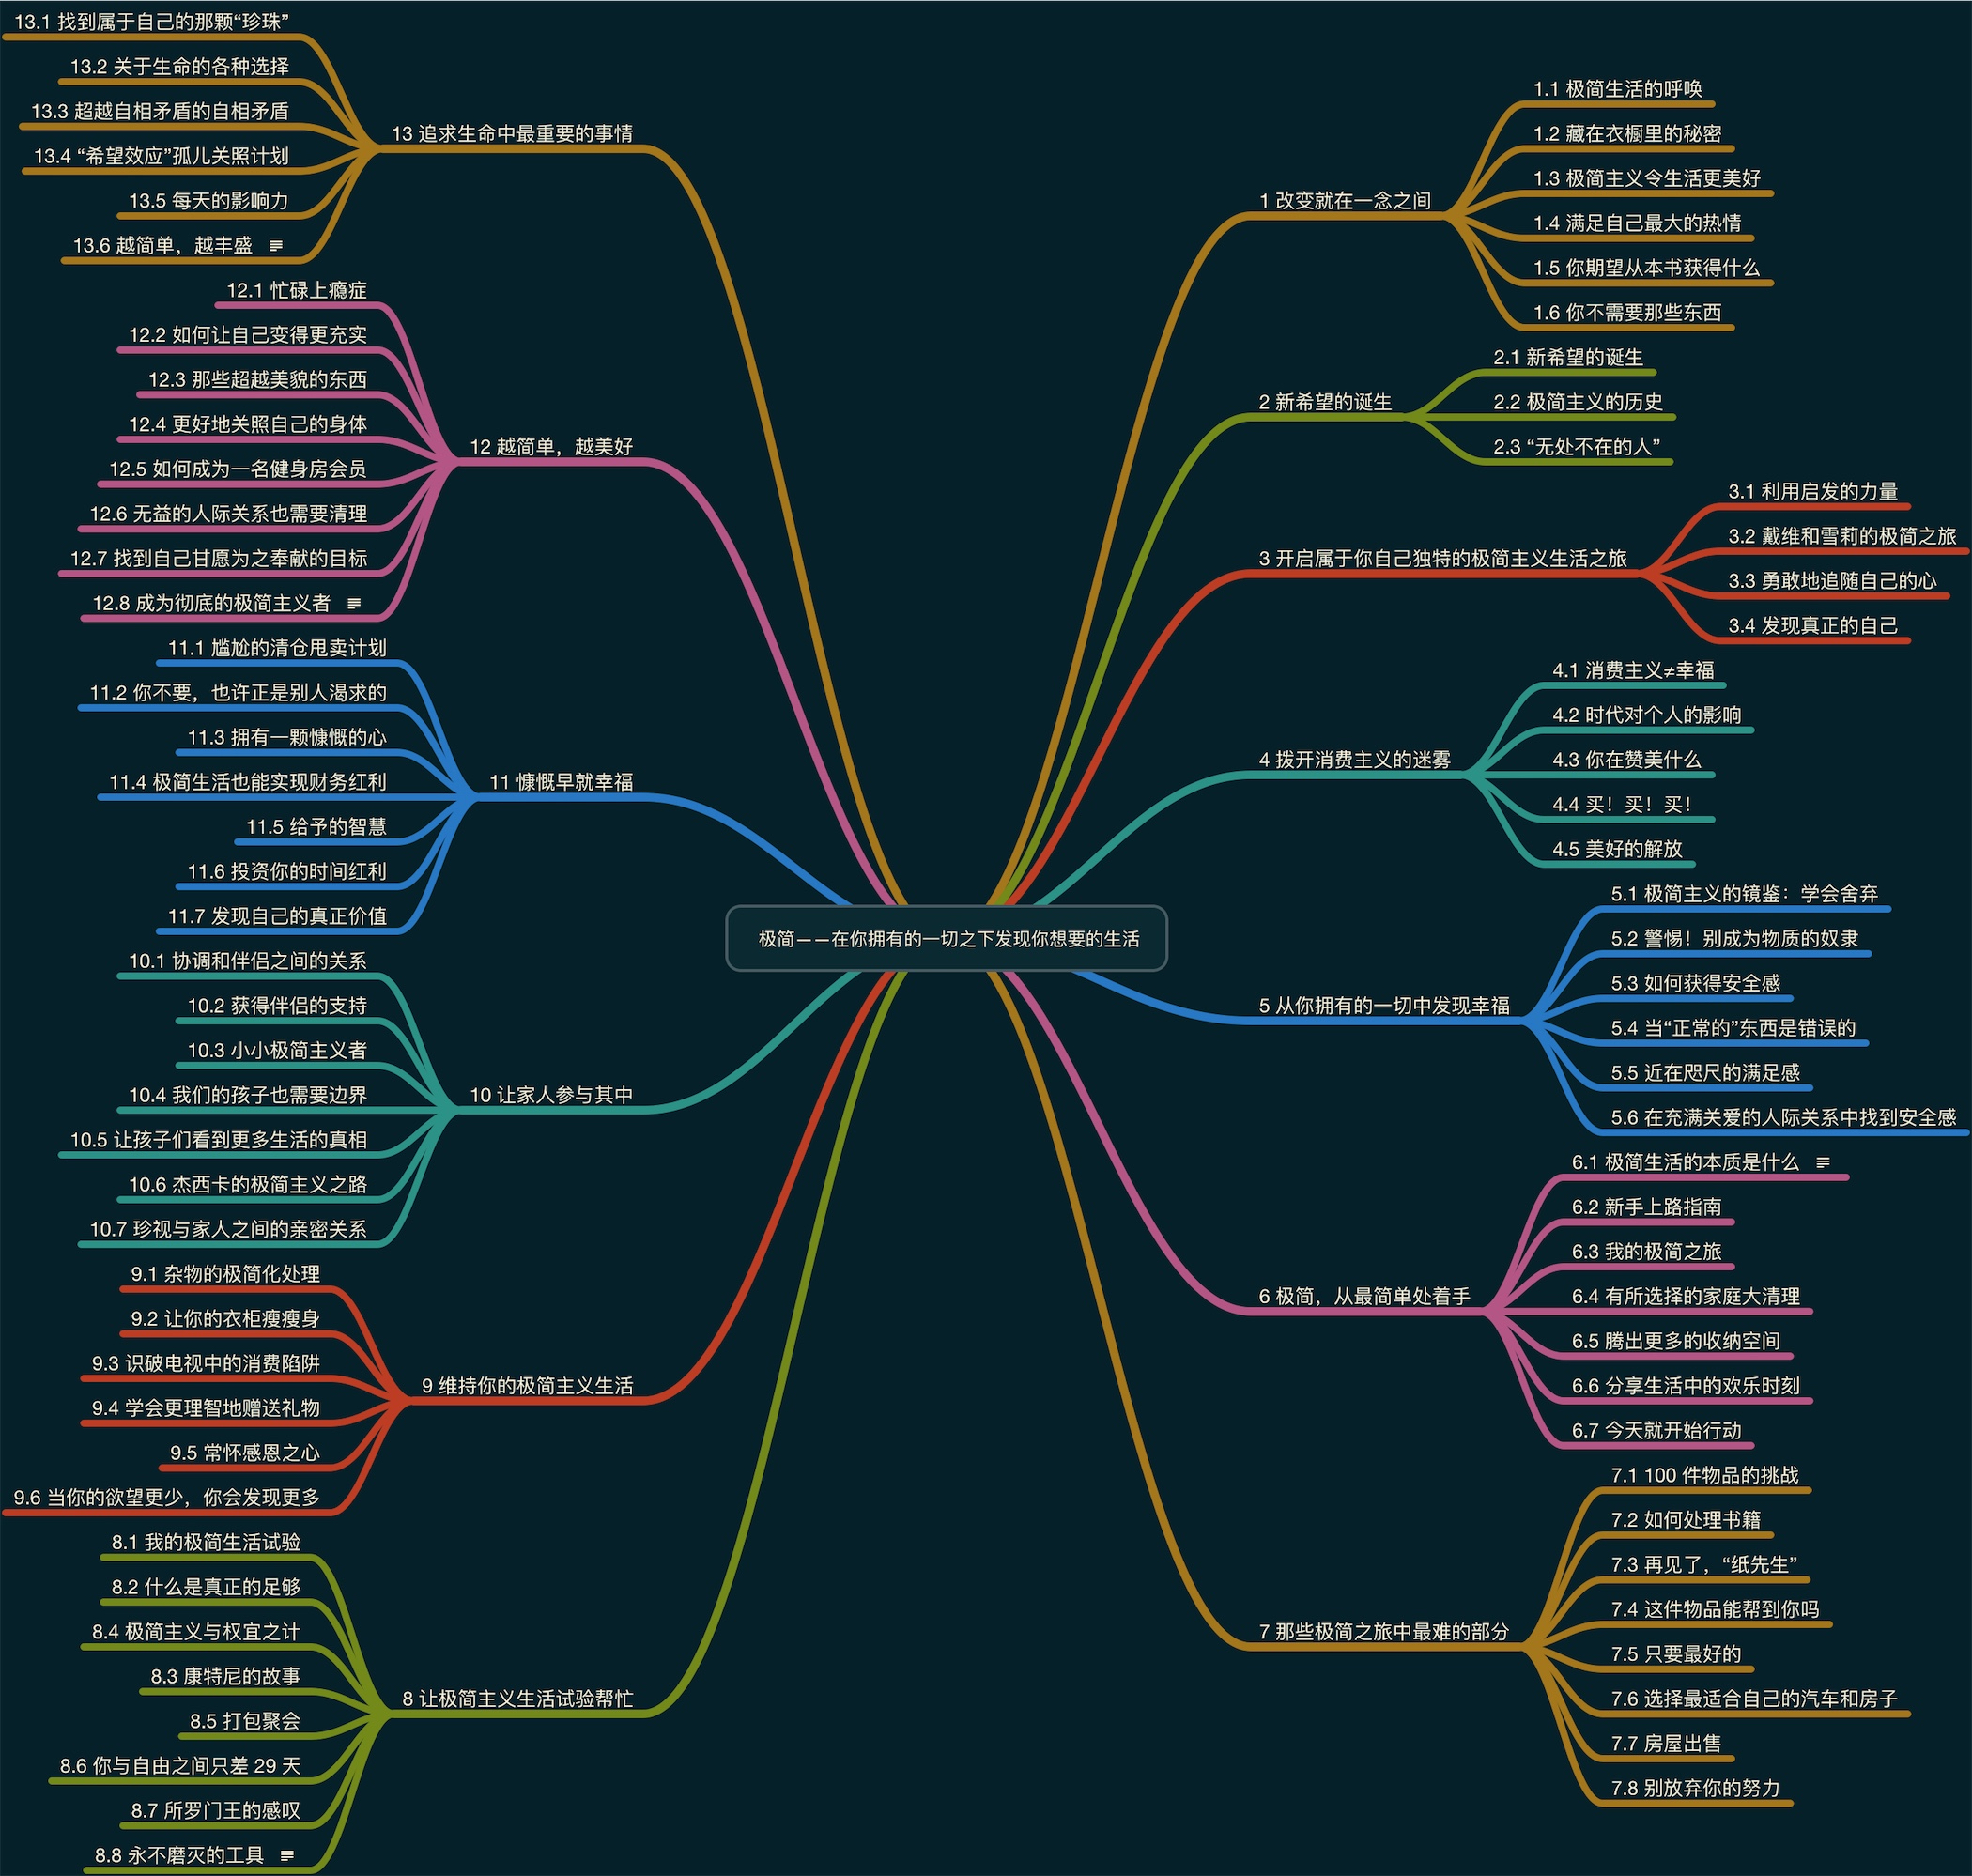 极简——在你拥有的一切之下发现你想要的生活
1 改变就在一念之间
1.1 极简生活的呼唤
1.2 藏在衣橱里的秘密
1.3 极简主义令生活更美好
1.4 满足自己最大的热情
1.5 你期望从本书获得什么
1.6 你不需要那些东西
2 新希望的诞生
2.1 新希望的诞生
2.2 极简主义的历史
2.3 “无处不在的人”
3 开启属于你自己独特的极简主义生活之旅
3.1 利用启发的力量
3.2 戴维和雪莉的极简之旅
3.3 勇敢地追随自己的心
3.4 发现真正的自己
4 拨开消费主义的迷雾
4.1 消费主义≠幸福
4.2 时代对个人的影响
4.3 你在赞美什么
4.4 买！买！买！
4.5 美好的解放
5 从你拥有的一切中发现幸福
5.1 极简主义的镜鉴：学会舍弃
5.2 警惕！别成为物质的奴隶
5.3 如何获得安全感
5.4 当“正常的”东西是错误的
5.5 近在咫尺的满足感
5.6 在充满关爱的人际关系中找到安全感
6 极简，从最简单处着手
6.1 极简生活的本质是什么
6.2 新手上路指南
6.3 我的极简之旅
6.4 有所选择的家庭大清理
6.5 腾出更多的收纳空间
6.6 分享生活中的欢乐时刻
6.7 今天就开始行动
7 那些极简之旅中最难的部分
7.1 100 件物品的挑战
7.2 如何处理书籍
7.3 再见了，“纸先生”
7.4 这件物品能帮到你吗
7.5 只要最好的
7.6 选择最适合自己的汽车和房子
7.7 房屋出售
7.8 别放弃你的努力
8 让极简主义生活试验帮忙
8.1 我的极简生活试验
8.2 什么是真正的足够
8.4 极简主义与权宜之计
8.3 康特尼的故事
8.5 打包聚会
8.6 你与自由之间只差 29 天
8.7 所罗门王的感叹
8.8 永不磨灭的工具
9 维持你的极简主义生活
9.1 杂物的极简化处理
9.2 让你的衣柜瘦瘦身
9.3 识破电视中的消费陷阱
9.4 学会更理智地赠送礼物
9.5 常怀感恩之心
9.6 当你的欲望更少，你会发现更多
10 让家人参与其中
10.1 协调和伴侣之间的关系
10.2 获得伴侣的支持
10.3 小小极简主义者
10.4 我们的孩子也需要边界
10.5 让孩子们看到更多生活的真相
10.6 杰西卡的极简主义之路
10.7 珍视与家人之间的亲密关系
11 慷慨早就幸福
11.1 尴尬的清仓甩卖计划
11.2 你不要，也许正是别人渴求的
11.3 拥有一颗慷慨的心
11.4 极简生活也能实现财务红利
11.5 给予的智慧
11.6 投资你的时间红利
11.7 发现自己的真正价值
12 越简单，越美好
12.1 忙碌上瘾症
12.2 如何让自己变得更充实
12.3 那些超越美貌的东西
12.4 更好地关照自己的身体
12.5 如何成为一名健身房会员
12.6 无益的人际关系也需要清理
12.7 找到自己甘愿为之奉献的目标
12.8 成为彻底的极简主义者
13 追求生命中最重要的事情
13.1 找到属于自己的那颗“珍珠”
13.2 关于生命的各种选择
13.3 超越自相矛盾的自相矛盾
13.4 “希望效应”孤儿关照计划
13.5 每天的影响力
13.6 越简单，越丰盛